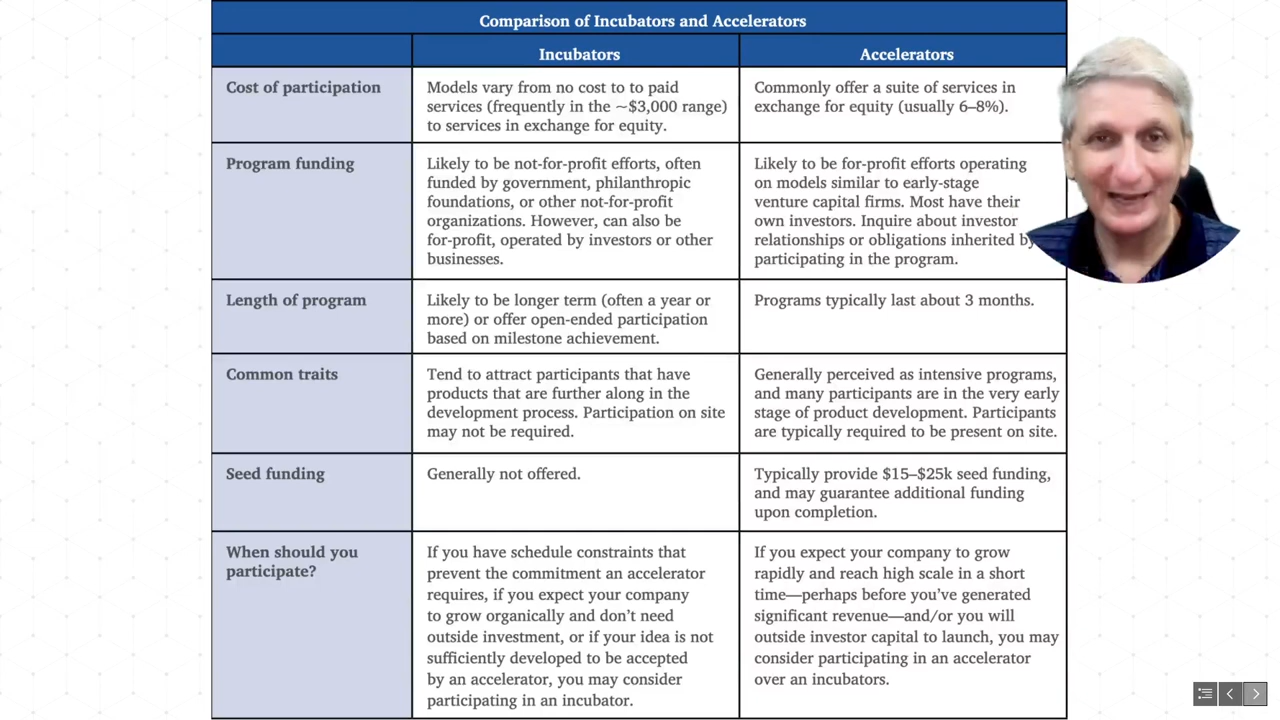 Comparison of Incubators and Accelerators
Incubators
Accelerators
Cost of participation
Models vary from no cost to to paid
services (frequently in the ~$3,000 range)
to services in exchange for equity.
Commonly offer a suite of services in
exchange for equity (usually 6–8%).
Program funding
Likely to be not-for-profit efforts, often
funded by government, philanthropic
foundations, or other not-for-profit
organizations. However, can also be
for-profit, operated by investors or other
businesses.
Likely to be for-profit efforts operating
on models similar to early-stage
venture capital firms. Most have their
own investors. Inquire about investor
relationships or obligations inherited by
participating in the program.
Length of program
Likely to be longer term (often a year or
more) or offer open-ended participation
based on milestone achievement.
Programs typically last about 3 months.
Common traits
Tend to attract participants that have
products that are further along in the
development process. Participation on site
may not be required.
Generally perceived as intensive programs,
and many participants are in the very early
stage of product development. Participants
are typically required to be present on site.
Seed funding
Generally not offered.
Typically provide $15–$25k seed funding,
and may guarantee additional funding
upon completion.
When should you
participate?
If you have schedule constraints that
prevent the commitment an accelerator
requires, if you expect your company
to grow organically and don’t need
outside investment, or if your idea is not
sufficiently developed to be accepted
by an accelerator, you may consider
participating in an incubator.
If you expect your company to grow
rapidly and reach high scale in a short
time—perhaps before you’ve generated
significant revenue—and/or you will
outside investor capital to launch, you may
consider participating in an accelerator
over an incubators.